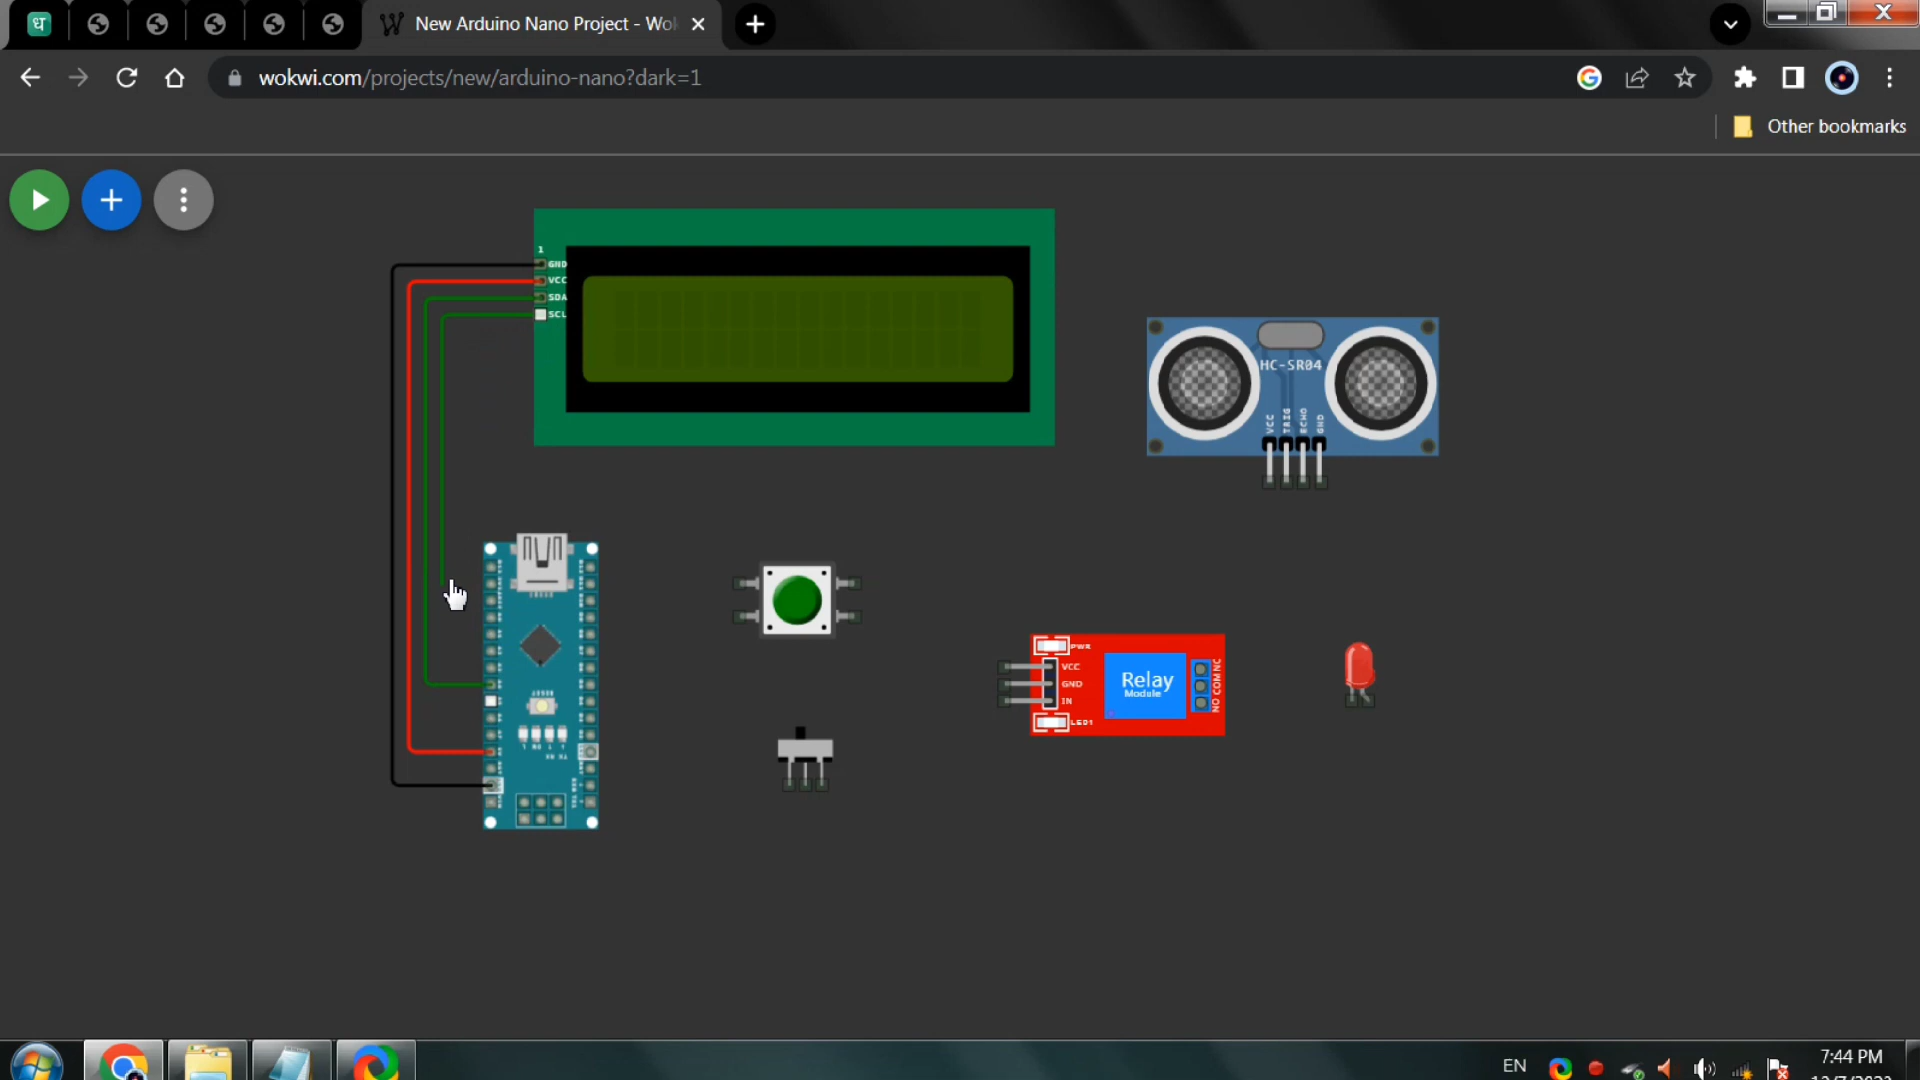 घ
New Arduino Nano Project - Wok
wokwi.com/projects/new/arduino-nano?dark=1
Other bookmarks
1
GND
VCC
SDA
SCL
HC-SR04
VCC
TRIG
ECHO
GND
RESET
PWR
VCC
GND
IN
LED1
Relay
Module
NO COM NC
EN
7:44 PM